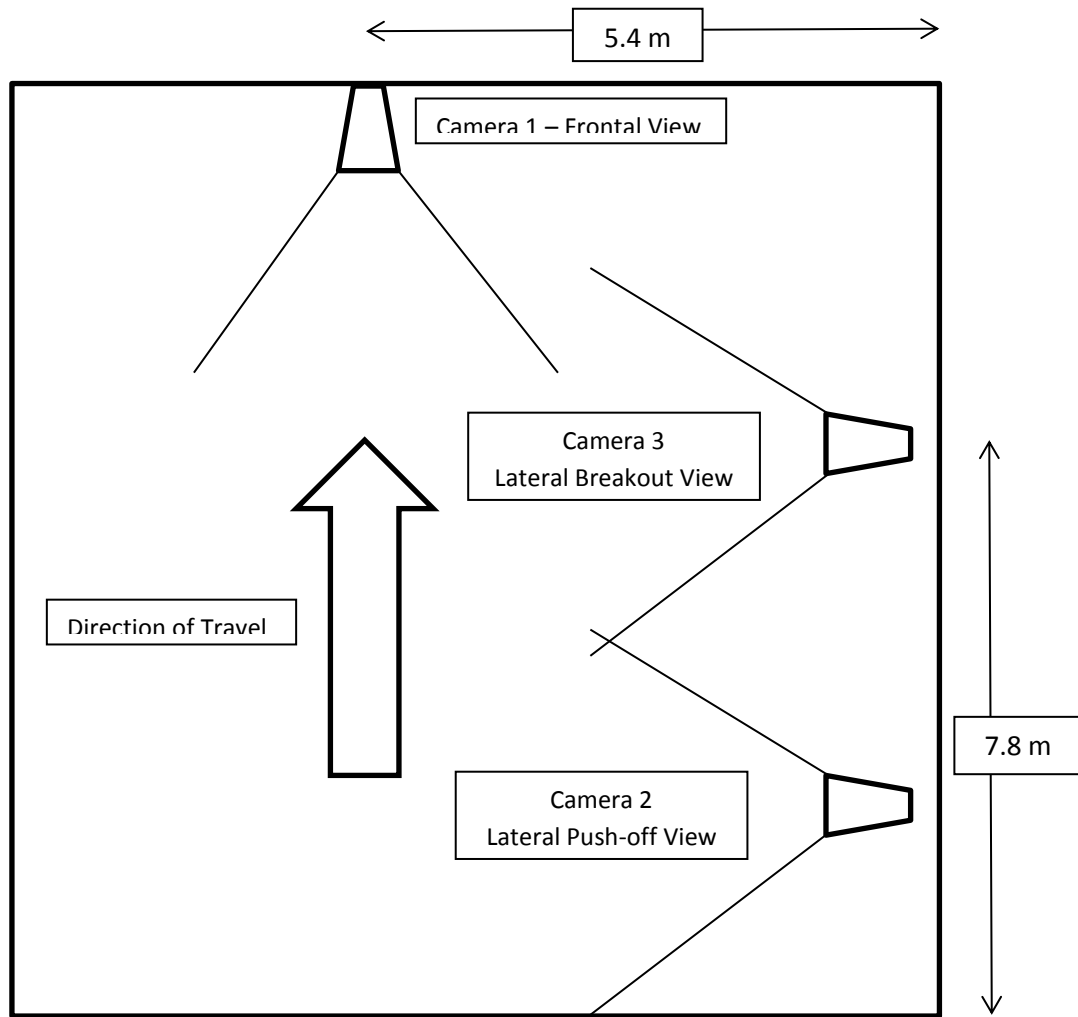 5.4 m
Camera 1 – Frontal View
Camera 3
Lateral Breakout View
Direction of Travel
7.8 m
Camera 2
Lateral Push-off View